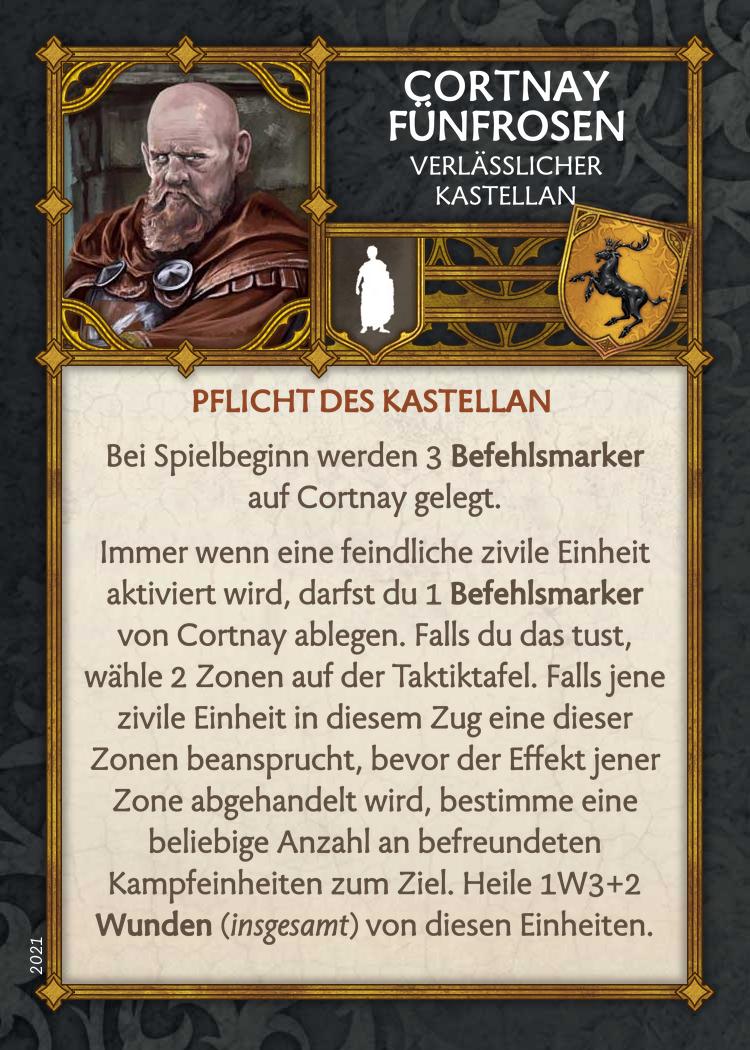 CORTNAY
FÜNFROSEN
VERLÄSSLICHER
KASTELLAN
PFLICHT DES KASTELLAN
Bei Spielbeginn werden 3 Befehlsmarker
auf Cortnay gelegt.
Immer wenn eine feindliche zivile Einheit
aktiviert wird, darfst du 1 Befehlsmarker
von Cortnay ablegen. Falls du das tust,
wähle 2 Zonen auf der Taktiktafel. Falls jene
zivile Einheit in diesem Zug eine dieser
Zonen beansprucht, bevor der Effekt jener
Zone abgehandelt wird, bestimme eine
beliebige Anzahl an befreundeten
Kampfeinheiten zum Ziel. Heile 1W3+2
Wunden (insgesamt) von diesen Einheiten.
2021